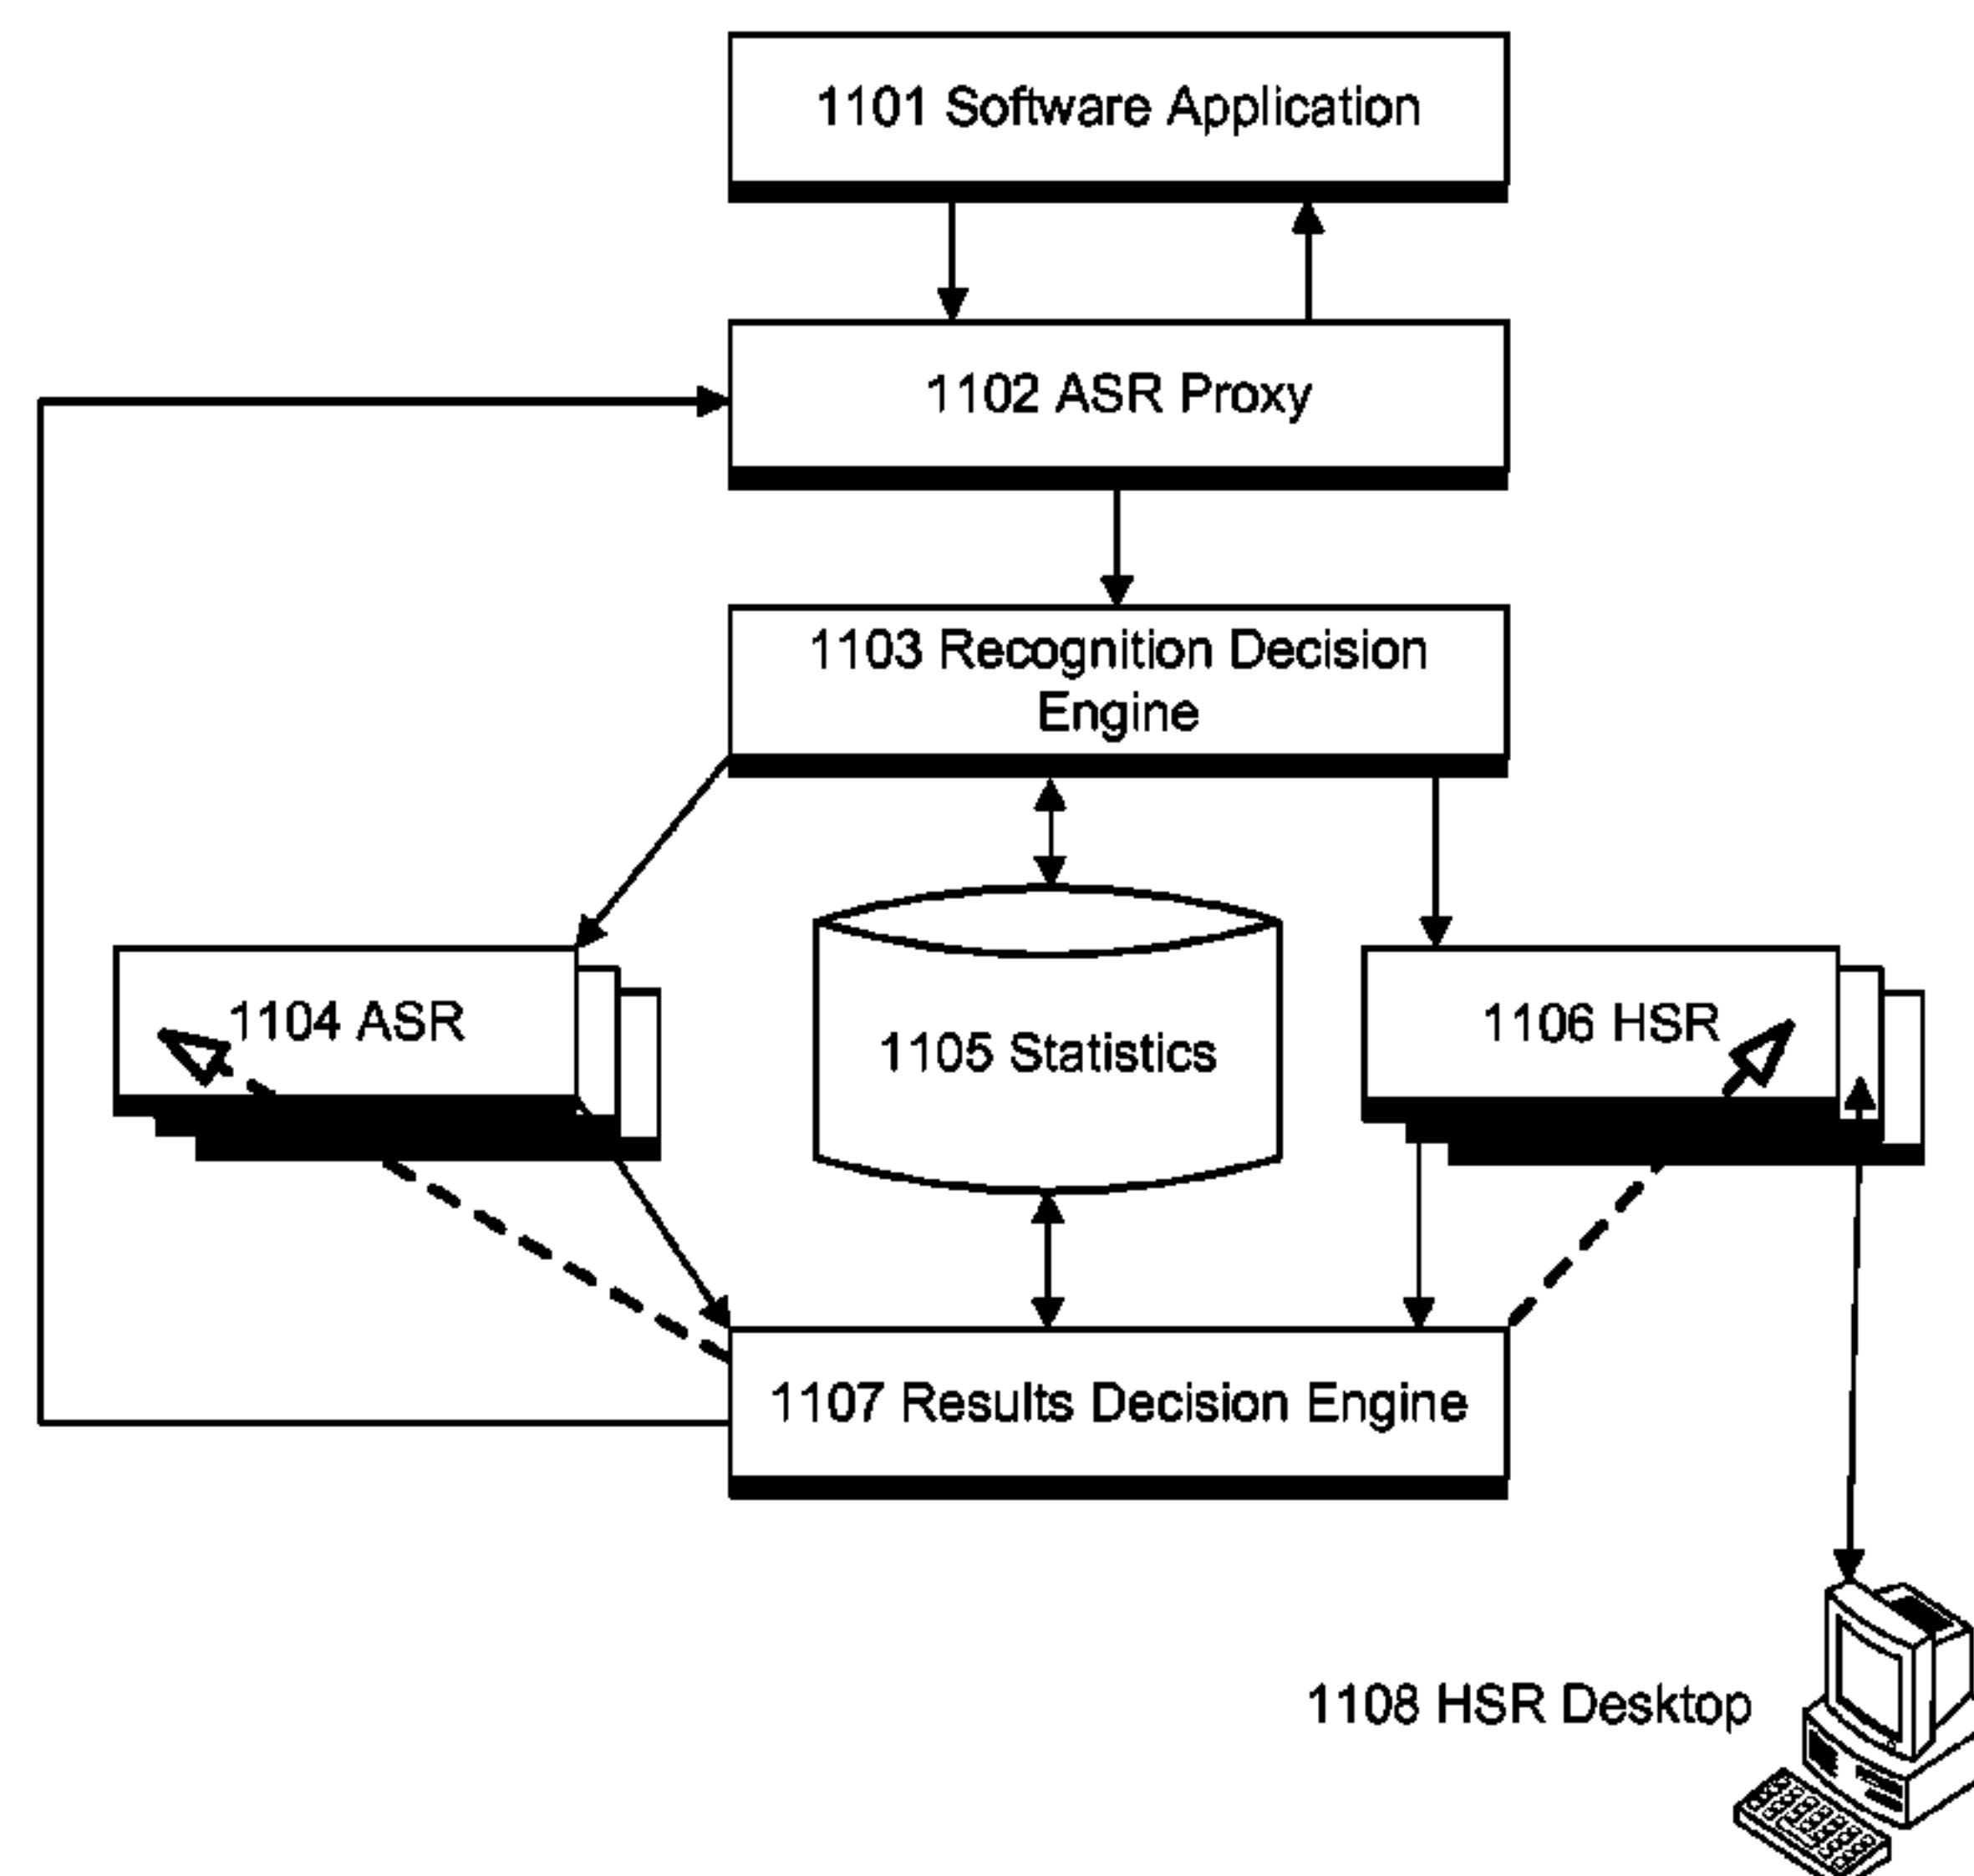 1101 Software Application
1102 ASR Proxy
1103 Recognition Decision
Engine
1104 ASR
1105 Statistics
1106 HSR
1107 Results Decision Engine
1108 HSR Desktop